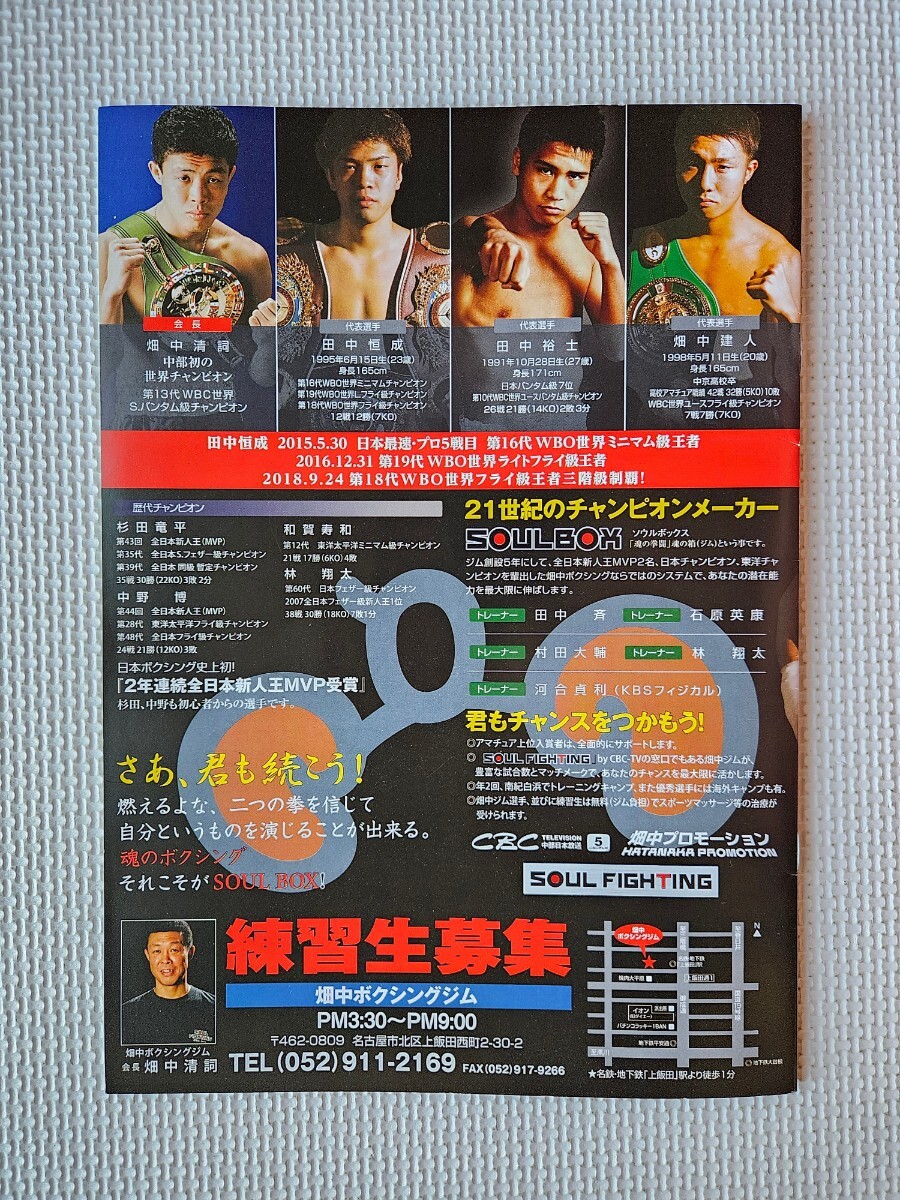 会長
畑中清詞
中部初の
世界チャンピオン
第13代WBC世界
S.バンタム級チャンピオン
代表選手
田中恒成
1995年6月15日生(23歳)
身長165cm
第16代WBO世界ミニマムチャンピオン
第19代WBO世界Lフライ級チャンピオン
第18代WBOフライ級チャンピオン
12戦12勝(7KO)
代表選手
田中裕士
1991年10月28日生(27歳)
身長171cm
日本バンタム級7位
第10代WBC世界ユースバンタム級チャンピオン
26戦21勝(14KO)2敗3分
代表選手
畑中建人
1998年5月11日生(20歳)
身長165cm
中京高校卒
高校アマチュア戦績 42戦 32勝(5KO)10敗
WBC世界ユースフライ級チャンピオン
7戦7勝(7KO)
田中恒成 2015.5.30 日本最速・プロ5戦目 第16代 WBO世界ミニマム級王者
2016.12.31 第19代WBO世界ライトフライ級王者
2018.9.24 第18代WBO世界フライ級王者三階級制覇!
歴代チャンピオン
杉田竜平
第43回 全日本新人王(MVP)
第35代 全日本S.フェザー級チャンピオン
第39代 全日本 同級 暫定チャンピオン
35戦 30勝(22KO)3敗 2分
中野 博
第44回 全日本新人王(MVP)
第28代 東洋太平洋フライ級チャンピオン
第48代 全日本フライ級チャンピオン
24戦 21勝(12KO)3敗
和賀寿和
第12代 東洋太平洋ミニマム級チャンピオン
21戦 17勝(6KO)4敗
林 翔太
第60代 日本フェザー級チャンピオン
2007全日本フェザー級新人王1位
38戦 30勝(18KO)7敗1分
日本ボクシング史上初!
『2年連続全日本新人王MVP受賞』
杉田、中野も初心者からの選手です。
さあ、君も続こう!
燃えるよな、二つの拳を信じて
自分というものを演じることが出来る。
魂のボクシング
それこそが SOUL BOX!
21世紀のチャンピオンメーカー
SOULBOX
ソウルボックス
「魂の拳闘」魂の箱(ジム)という事です。
ジム創設5年にして、全日本新人王MVP2名、日本チャンピオン、東洋チャ
ンピオンを輩出した畑中ボクシングならではのシステムで、あなたの潜在能
力を最大限に伸ばします。
トレーナー 田中 斉 トレーナー 石原英康
トレーナー 村田大輔 トレーナー 林 翔太
トレーナー 河合貞利(KBSフィジカル)
君もチャンスをつかもう!
◎アマチュア上位入賞者は、全面的にサポートします。
◎ SOUL FIGHTING by CBC-TVの窓口でもある畑中ジムが、
豊富な試合数とマッチメークで、あなたのチャンスを最大限に活かします。
◎年2回、南紀白浜でトレーニングキャンプ、また優秀選手には海外キャンプも有。
◎畑中ジム選手、並びに練習生は無料(ジム負担)でスポーツマッサージ等の治療が
受けられます。
CBC TELEVISION
中部日本放送
5
畑中プロモーション
HATANAKA PROMOTION
SOUL FIGHTING
練習生募集
畑中ボクシングジム
PM3:30〜PM9:00
〒462-0809 名古屋市北区上飯田西町2-30-2
TEL(052)911-2169 FAX(052)917-9266
畑中ボクシングジム
会長 畑中清詞
畑中
ボクシングジム
N
名鉄・地下鉄
上飯田駅
焼肉大平原
上飯田通1
イオン
パチンコラッキー1BAN
地下鉄平安通
国道19号線
地下鉄大曽根
★名鉄・地下鉄「上飯田」駅より徒歩1分